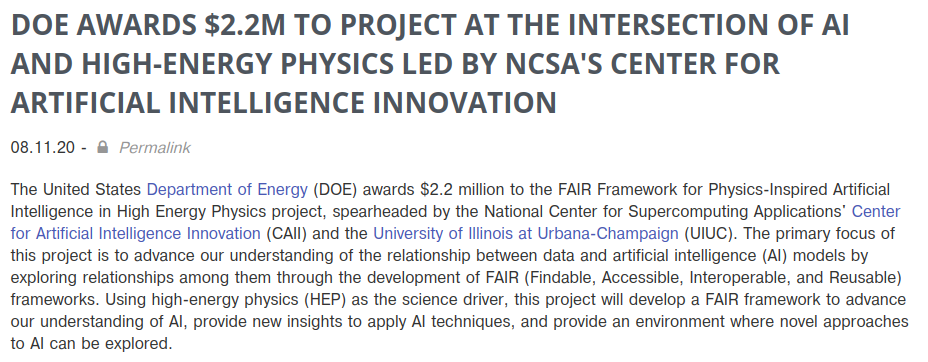 DOE AWARDS $2.2M TO PROJECT AT THE INTERSECTION OF AI
AND HIGH-ENERGY PHYSICS LED BY NCSA'S CENTER FOR
ARTIFICIAL INTELLIGENCE INNOVATION
08.11.20 - Permalink
The United States Department of Energy (DOE) awards $2.2 million to the FAIR Framework for Physics-Inspired Artificial
Intelligence in High Energy Physics project, spearheaded by the National Center for Supercomputing Applications' Center
for Artificial Intelligence Innovation (CAII) and the University of Illinois at Urbana-Champaign (UIUC). The primary focus of
this project is to advance our understanding of the relationship between data and artificial intelligence (AI) models by
exploring relationships among them through the development of FAIR (Findable, Accessible, Interoperable, and Reusable)
frameworks. Using high-energy physics (HEP) as the science driver, this project will develop a FAIR framework to advance
our understanding of AI, provide new insights to apply AI techniques, and provide an environment where novel approaches
to AI can be explored.